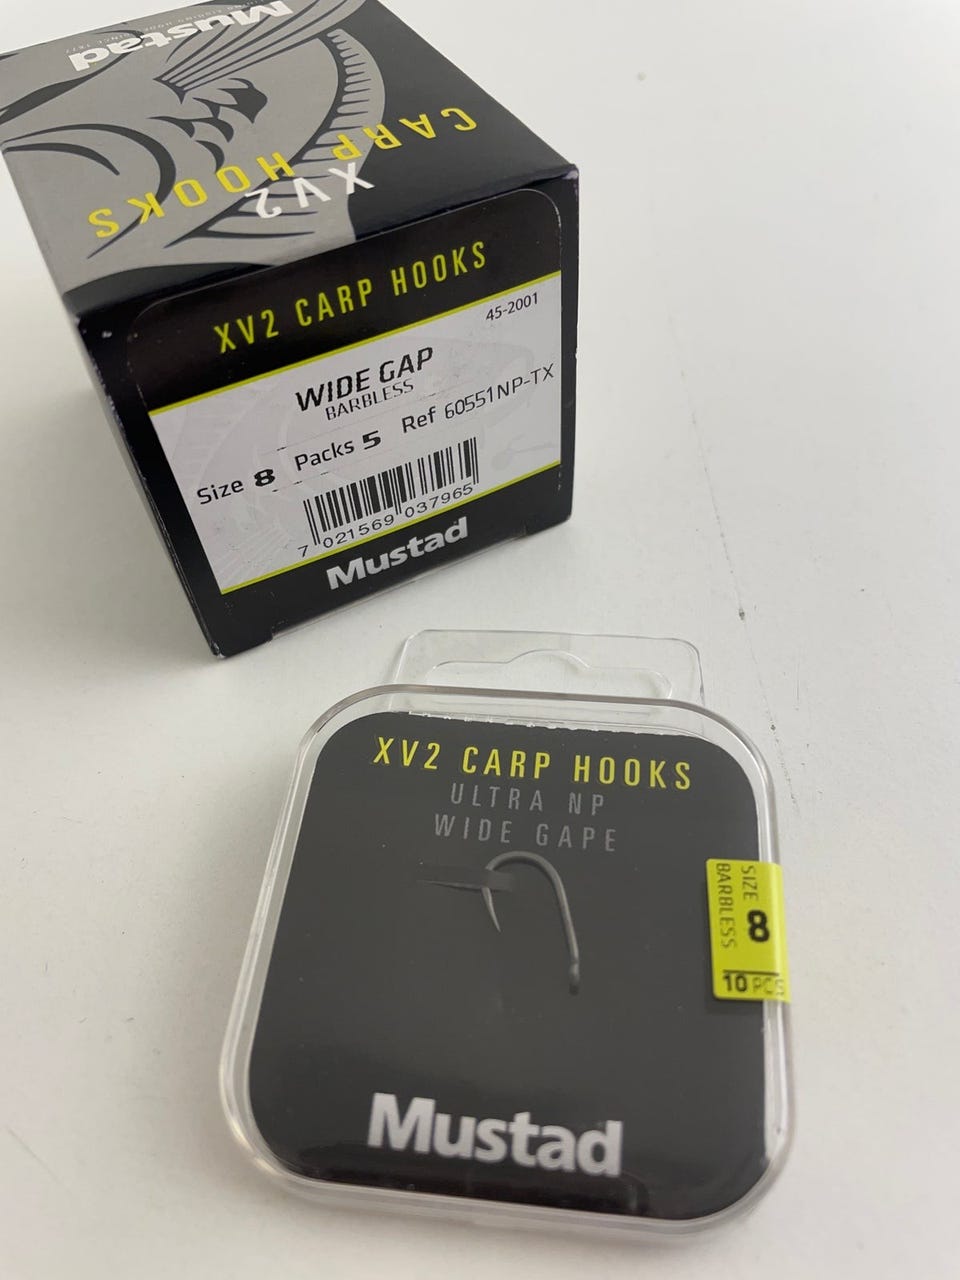 Mustad
CARP HOOKS
XV2
XV2 CARP HOOKS
45-2001
WIDE GAP
BARBLESS
Size 8 Packs 5 Ref 60551NP-TX
7 021569 037965
Mustad
XV2 CARP HOOKS
ULTRA NP
WIDE GAPE
SIZE 8
BARBLESS
10 PCS
Mustad